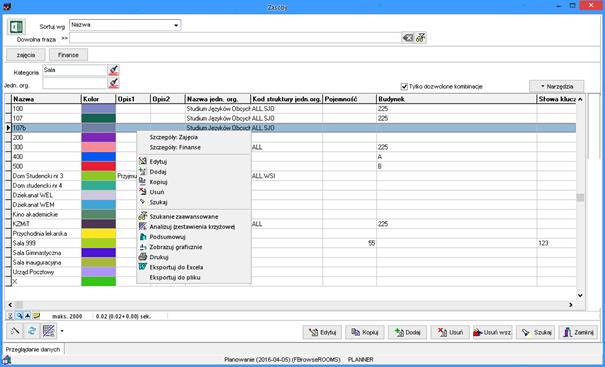 Zasoby
Sortuj wg Nazwa
Dowolna fraza >>
zajęcia Finanse
Kategoria Sala
Jedn. org.
Tylko dozwolone kombinacje Narzędzia
Nazwa Kolor Opis1 Opis2 Nazwa jedn. org. Kod struktury jedn.org. Pojemność Budynek Słowa klucz
100 Studium Języków Obcych ALL.SJO 225
107 Studium Języków Obcych ALL.SJO 225
107b Studium Języków Obcych ALL.SJO
200
300 ALL 225
400 A
500 B
Dom Studencki nr 3 Przyjmu ALL.WSI
Dom studencki nr 4
Dziekanat WEL
Dziekanat WEM
Kino akademickie
KZMiT ALL 225
Przychodnia lekarska
Sala 999 55 123
Sala Gimnastyczna
Sala inauguracyjna
Urząd Pocztowy
X
Szczegóły: Zajęcia
Szczegóły: Finanse
Edytuj
Dodaj
Kopiuj
Usuń
Szukaj
Szukanie zaawansowane
Analizuj (zestawienia krzyżowe)
Podsumowuj
Zobrazuj graficznie
Drukuj
Eksportuj do Excela
Eksportuj do pliku
maks. 2000 0.02 (0.02+ 0.00) sek.
Edytuj Kopiuj Dodaj Usuń Usuń wsz. Szukaj Zamknij
Przeglądanie danych
Planowanie (2016-04-05) (FBrowseROOMS) PLANNER